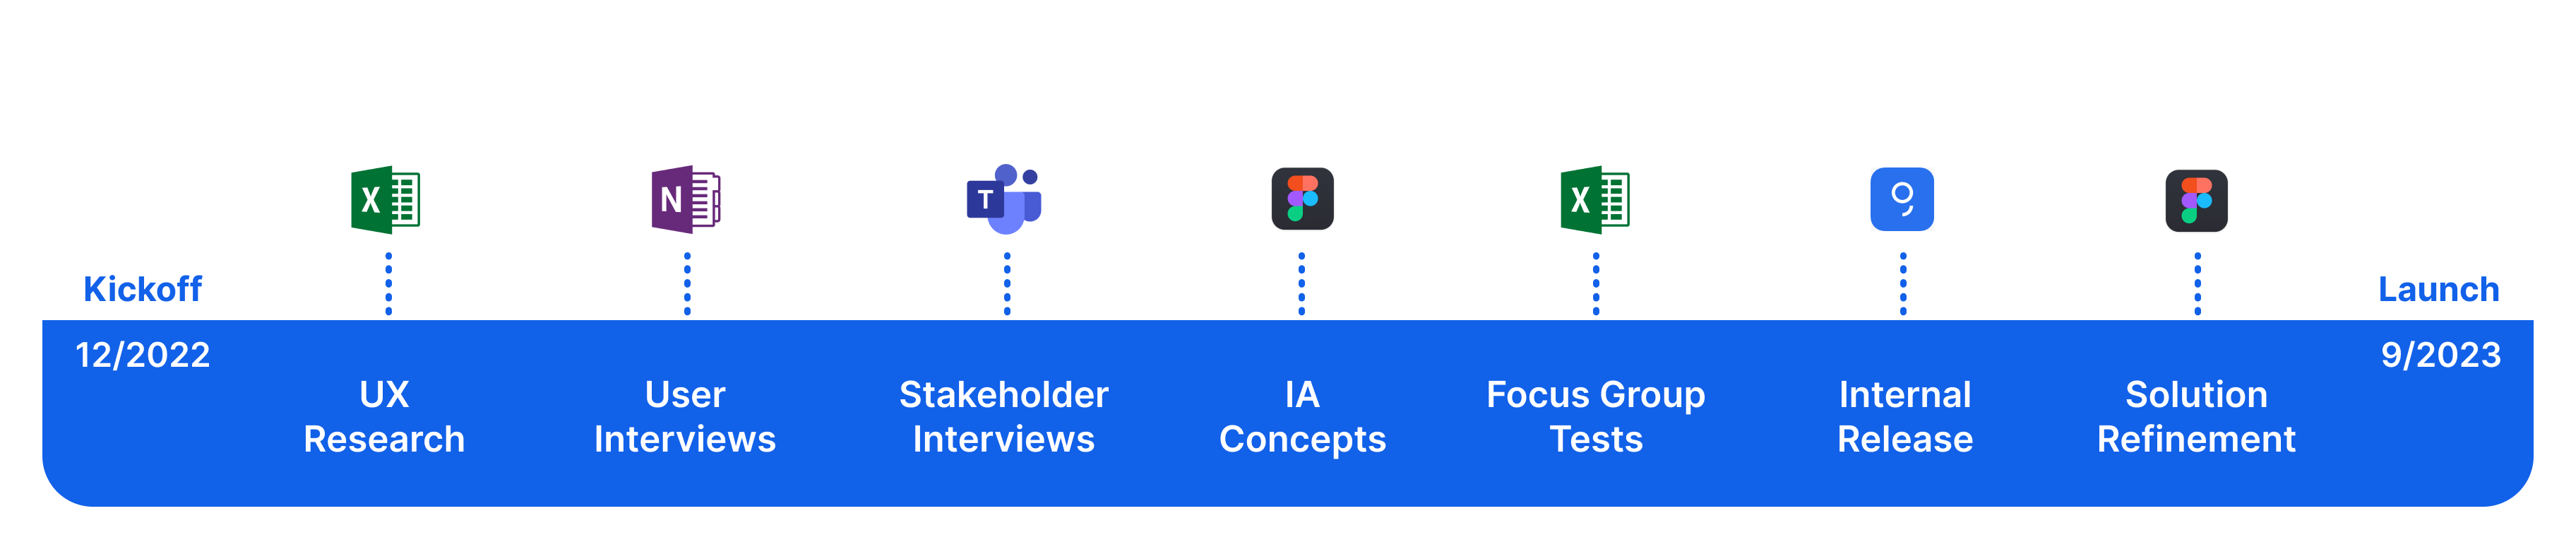 X
N
T
X
Kickoff
Launch
12/2022
9/2023
UX
Research
User
Interviews
Stakeholder
Interviews
IA
Concepts
Focus Group
Tests
Internal
Release
Solution
Refinement